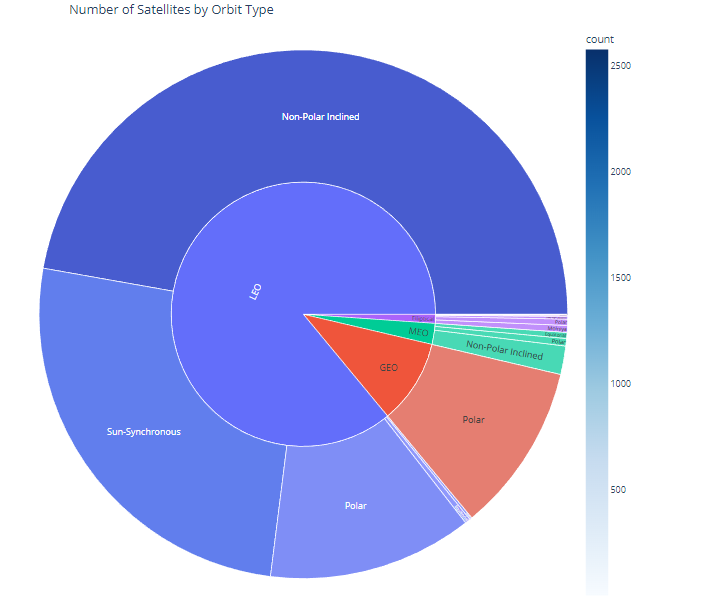 Number of Satellites by Orbit Type
count
2500
Non-Polar Inclined
2000
1500
LEO
MEO
Polar
Non-Polar Inclined
GEO
1000
Polar
Sun-Synchronous
500
Polar